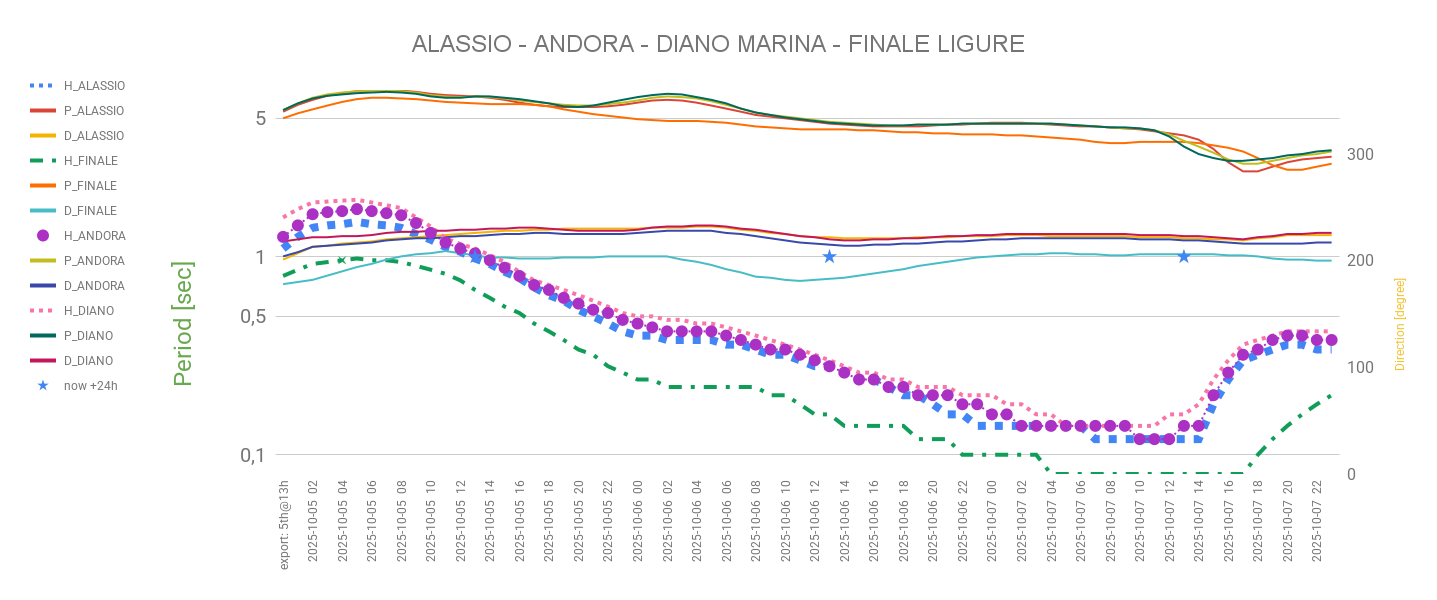 ALASSIO - ANDORA - DIANO MARINA - FINALE LIGURE
H_ALASSIO
P_ALASSIO
D_ALASSIO
H_FINALE
P_FINALE
D_FINALE
H_ANDORA
P_ANDORA
D_ANDORA
H_DIANO
P_DIANO
D_DIANO
now +24h
Period [sec]
5
1
0,5
0,1
300
200
100
0
Direction [degree]
export: 5th@13h
2025-10-05 02
2025-10-05 04
2025-10-05 06
2025-10-05 08
2025-10-05 10
2025-10-05 12
2025-10-05 14
2025-10-05 16
2025-10-05 18
2025-10-05 20
2025-10-05 22
2025-10-06 00
2025-10-06 02
2025-10-06 04
2025-10-06 06
2025-10-06 08
2025-10-06 10
2025-10-06 12
2025-10-06 14
2025-10-06 16
2025-10-06 18
2025-10-06 20
2025-10-06 22
2025-10-07 00
2025-10-07 02
2025-10-07 04
2025-10-07 06
2025-10-07 08
2025-10-07 10
2025-10-07 12
2025-10-07 14
2025-10-07 16
2025-10-07 18
2025-10-07 20
2025-10-07 22